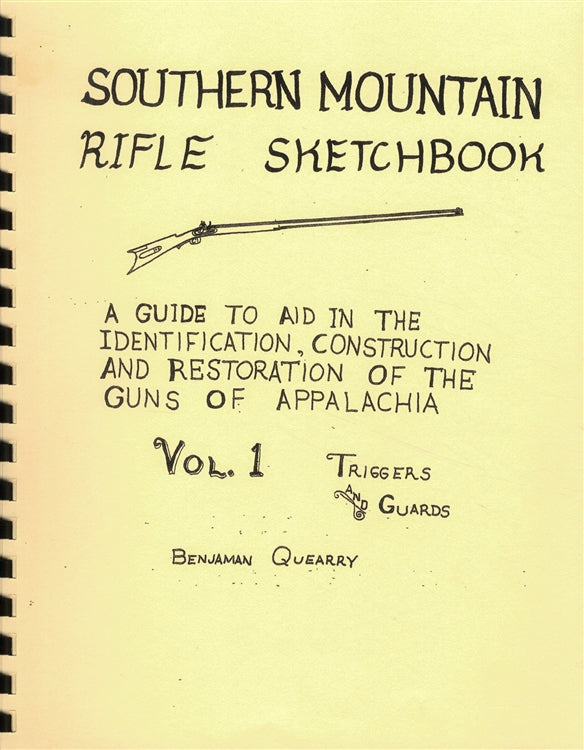 SOUTHERN MOUNTAIN
RIFLE SKETCHBOOK
A GUIDE TO AID IN THE
IDENTIFICATION, CONSTRUCTION
AND RESTORATION OF THE
GUNS OF APPALACHIA
VOL. 1
TRIGGERS
AND
GUARDS
BENJAMAN QUEARRY